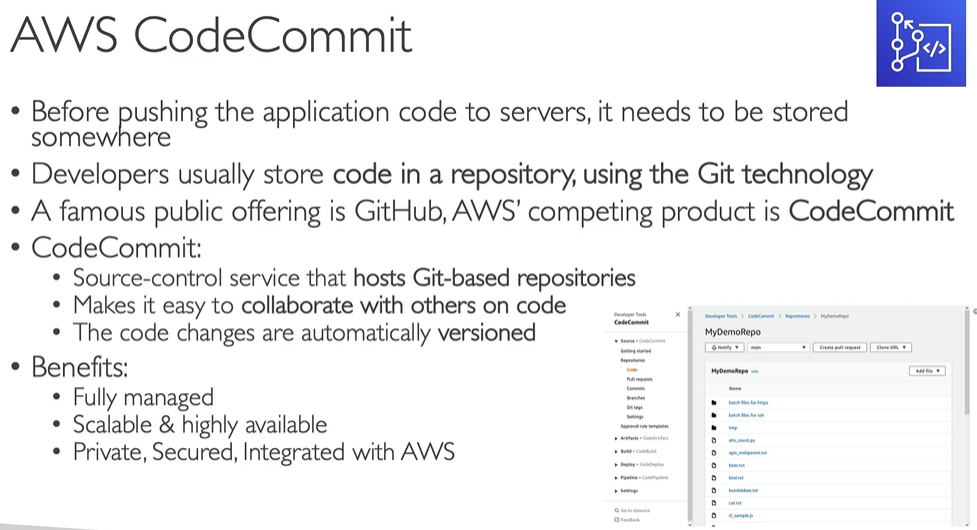 AWS CodeCommit
</>
• Before pushing the application code to servers, it needs to be stored
somewhere
• Developers usually store code in a repository, using the Git technology
• A famous public offering is GitHub, AWS' competing product is CodeCommit
• CodeCommit:
• Source-control service that hosts Git-based repositories
• Makes it easy to collaborate with others on code
• The code changes are automatically versioned
• Benefits:
• Fully managed
• Scalable & highly available
• Private, Secured, Integrated with AWS
Developer Tools
CodeCommit
Source • CodeCommit
Getting started
Repositories
Code
Pull requests
Commits
Branches
Git tags
Settings
Approval rule templates
Artifacts • CodeArtifact
Build • CodeBuild
Deploy • CodeDeploy
Pipeline • CodePipeline
Settings
Go to resource
Feedback
Developer Tools > CodeCommit > Repositories > MyDemoRepo
MyDemoRepo
Notify main Create pull request Clone URL
MyDemoRepo Info Add file
Name
batch files for https
batch files for ssh
tmp
bees.txt
bird.txt
bumblebee.txt
cat.txt
cl_sample.js